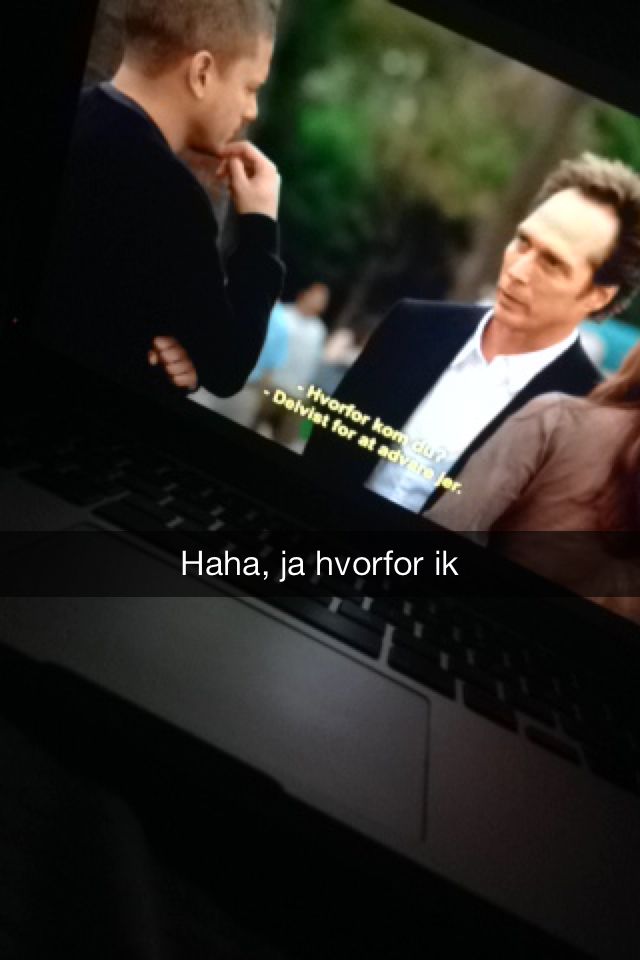 - Hvorfor kom du?
- Delvist for at advare jer.
Haha, ja hvorfor ik